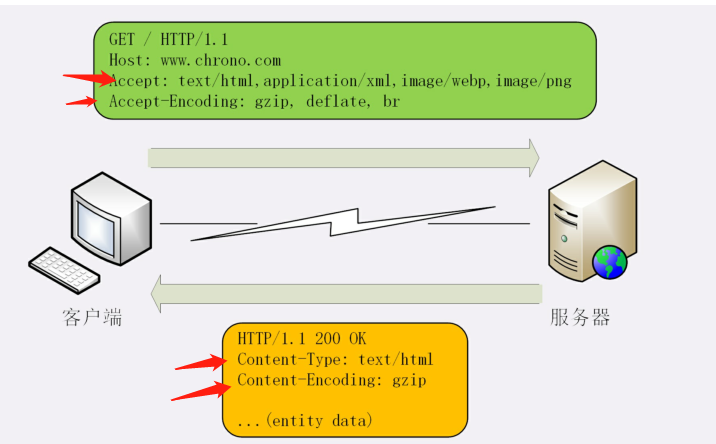 GET / HTTP/1.1
Host: www.chrono.com
Accept: text/html,application/xml,image/webp,image/png
Accept-Encoding: gzip, deflate, br
客户端
服务器
HTTP/1.1 200 OK
Content-Type: text/html
Content-Encoding: gzip
...(entity data)